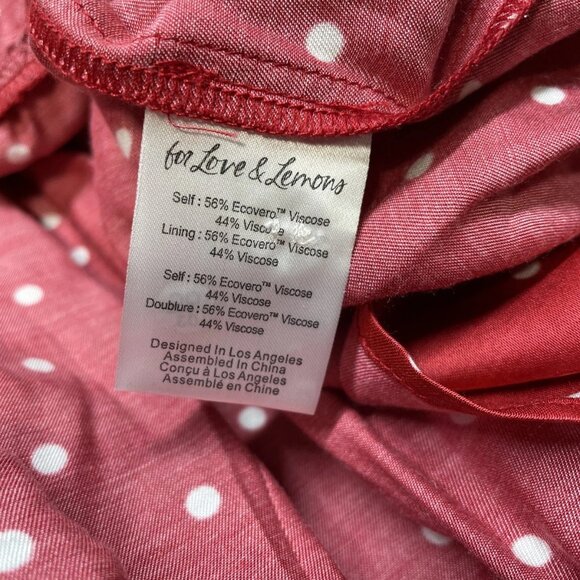 for Love & Lemons
Self : 56% Ecovero™ Viscose
44% Viscose
Lining : 56% Ecovero™ Viscose
44% Viscose
Self : 56% Ecovero™ Viscose
44% Viscose
Doublure : 56% Ecovero™ Viscose
44% Viscose
Designed In Los Angeles
Assembled In China
Conçu à Los Angeles
Assemblé en Chine